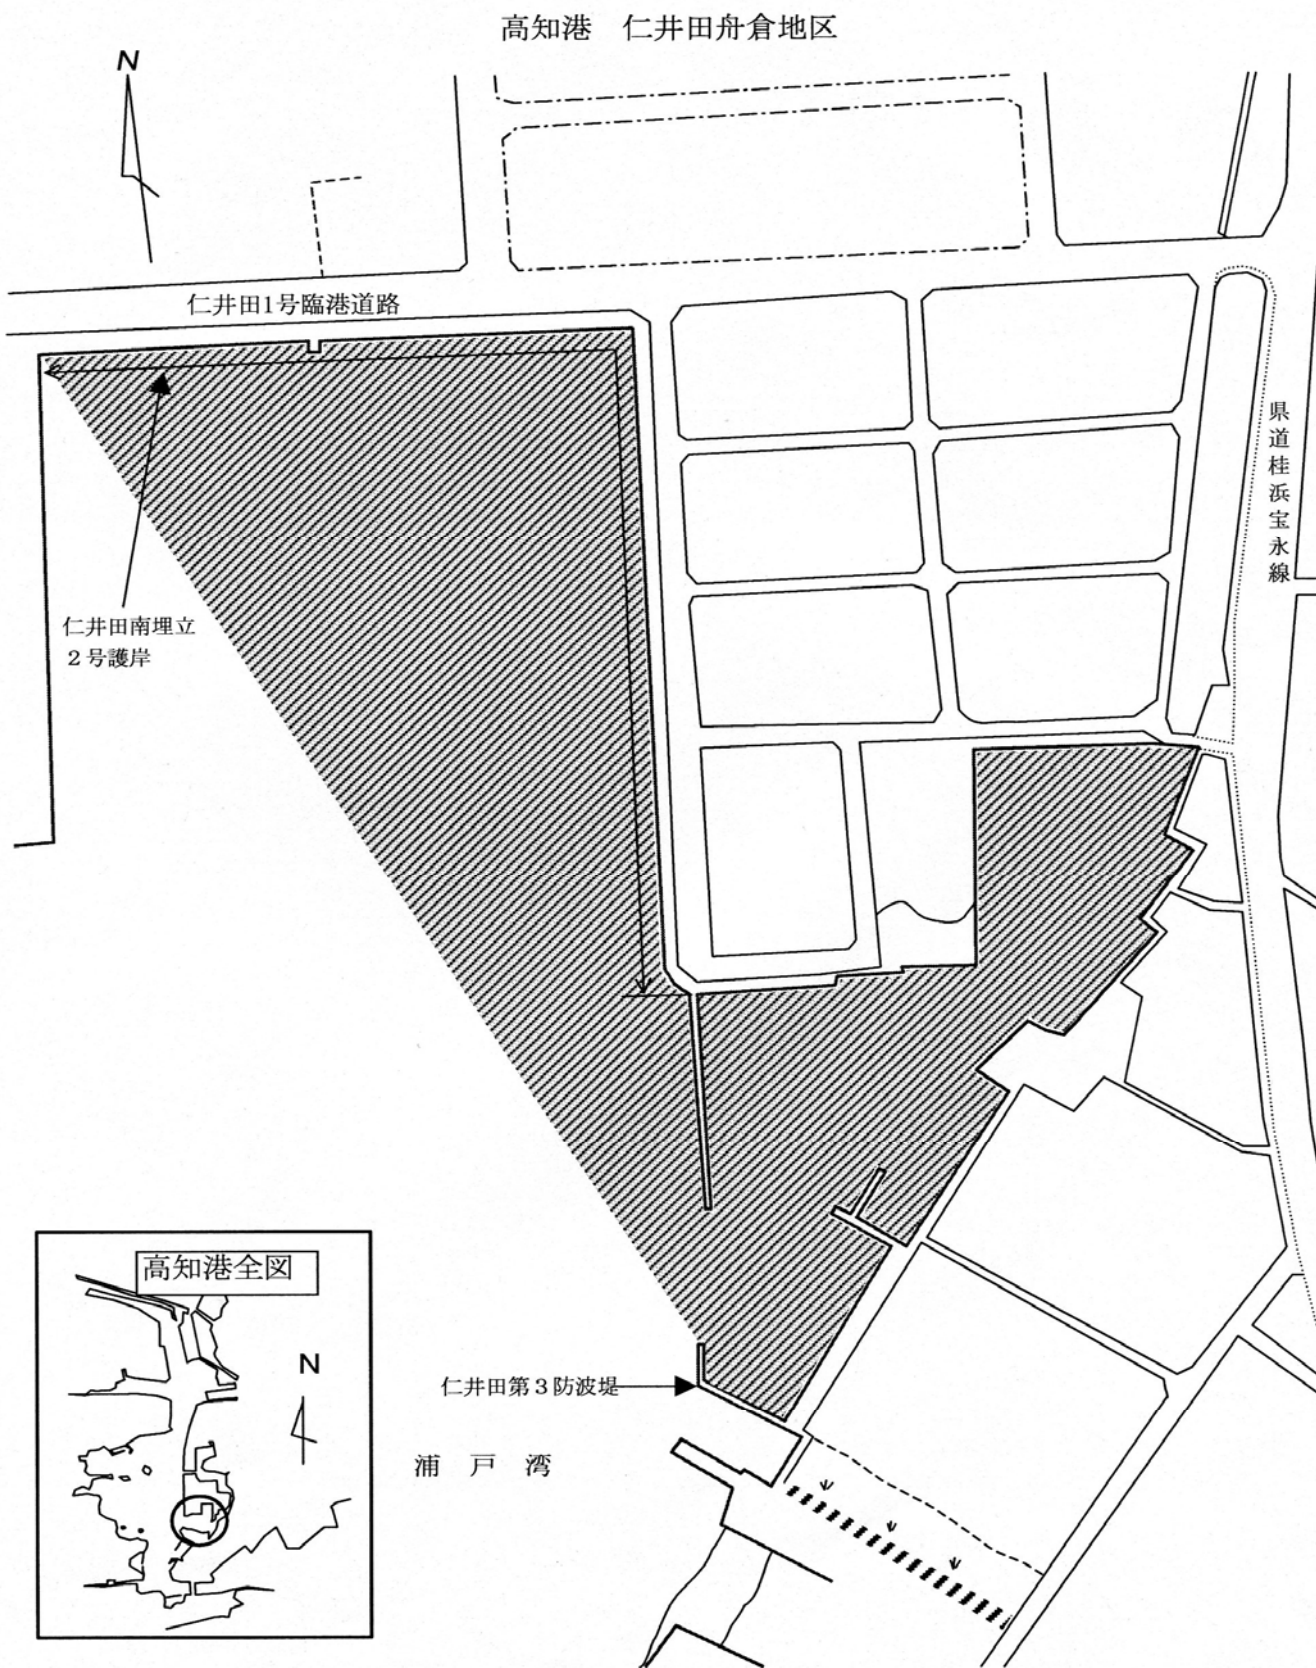 高知港　仁井田舟倉地区
N
仁井田1号臨港道路
県道桂浜宝永線
仁井田南埋立
２号護岸
高知港全図
N
仁井田第３防波堤
浦　戸　湾